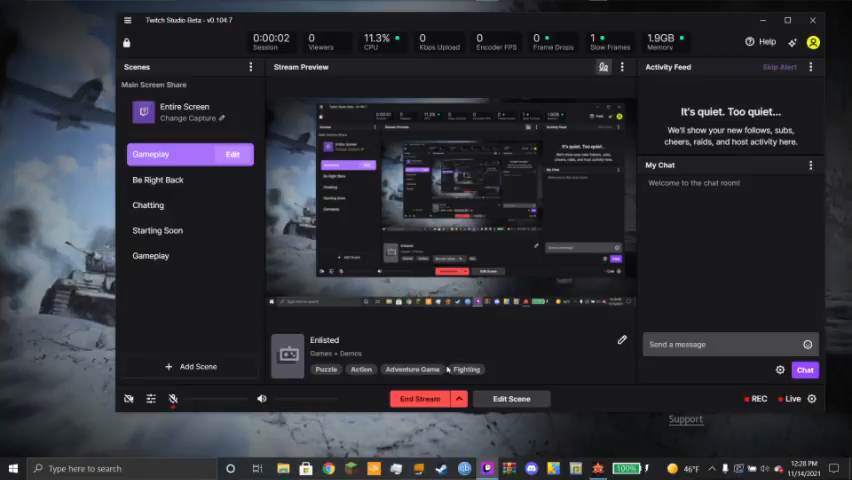 Twitch Studio Beta - v0.104.7
0:00:02 0 11.3% 0 0 0 1 1.9GB
Session Viewers CPU Kbps Upload Encoder FPS Frame Drops Slow Frames Memory
Help
Scenes
Main Screen Share
Entire Screen
Change Capture
Gameplay Edit
Be Right Back
Chatting
Starting Soon
Gameplay
+ Add Scene
Stream Preview
It's quiet. Too quiet...
Enlisted
Games + Demos
Puzzle Action Adventure Game Fighting
End Stream Edit Scene
Activity Feed Skip Alert
It's quiet. Too quiet...
We'll show your new follows, subs,
cheers, raids, and host activity here.
My Chat
Welcome to the chat room!
Send a message
Chat
REC Live
Support
Type here to search
100% 46°F
12:28 PM
11/14/2021